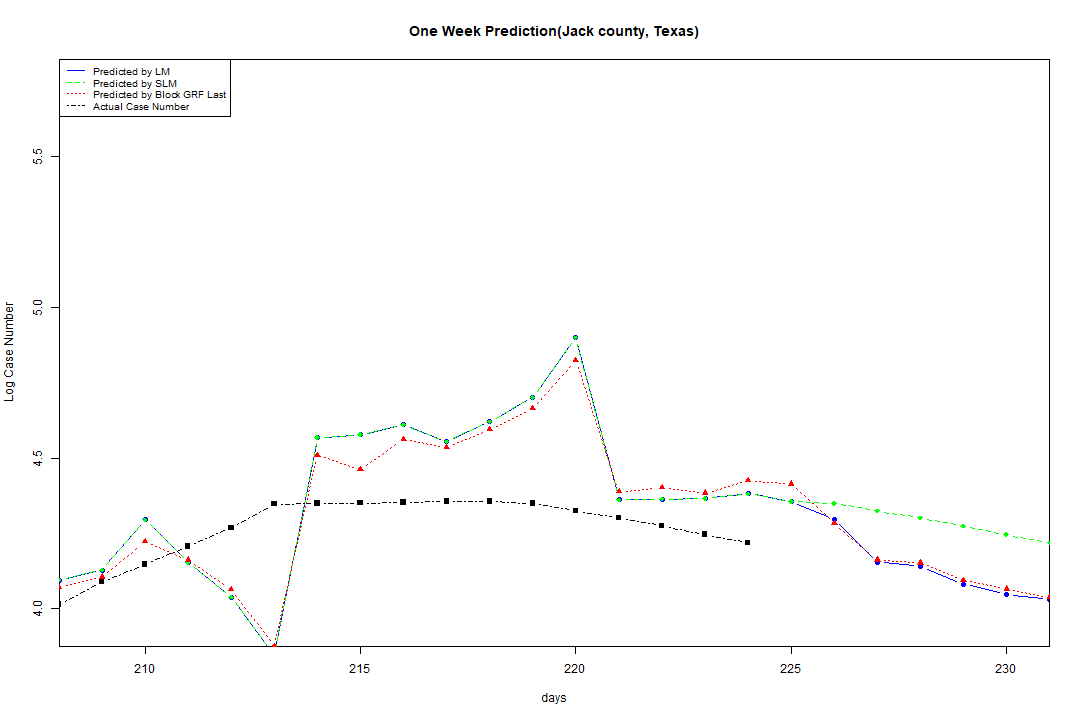 One Week Prediction(Jack county, Texas)
Predicted by LM
Predicted by SLM
Predicted by Block GRF Last
Actual Case Number
Log Case Number
5.5
5.0
4.5
4.0
210 215 220 225 230
days